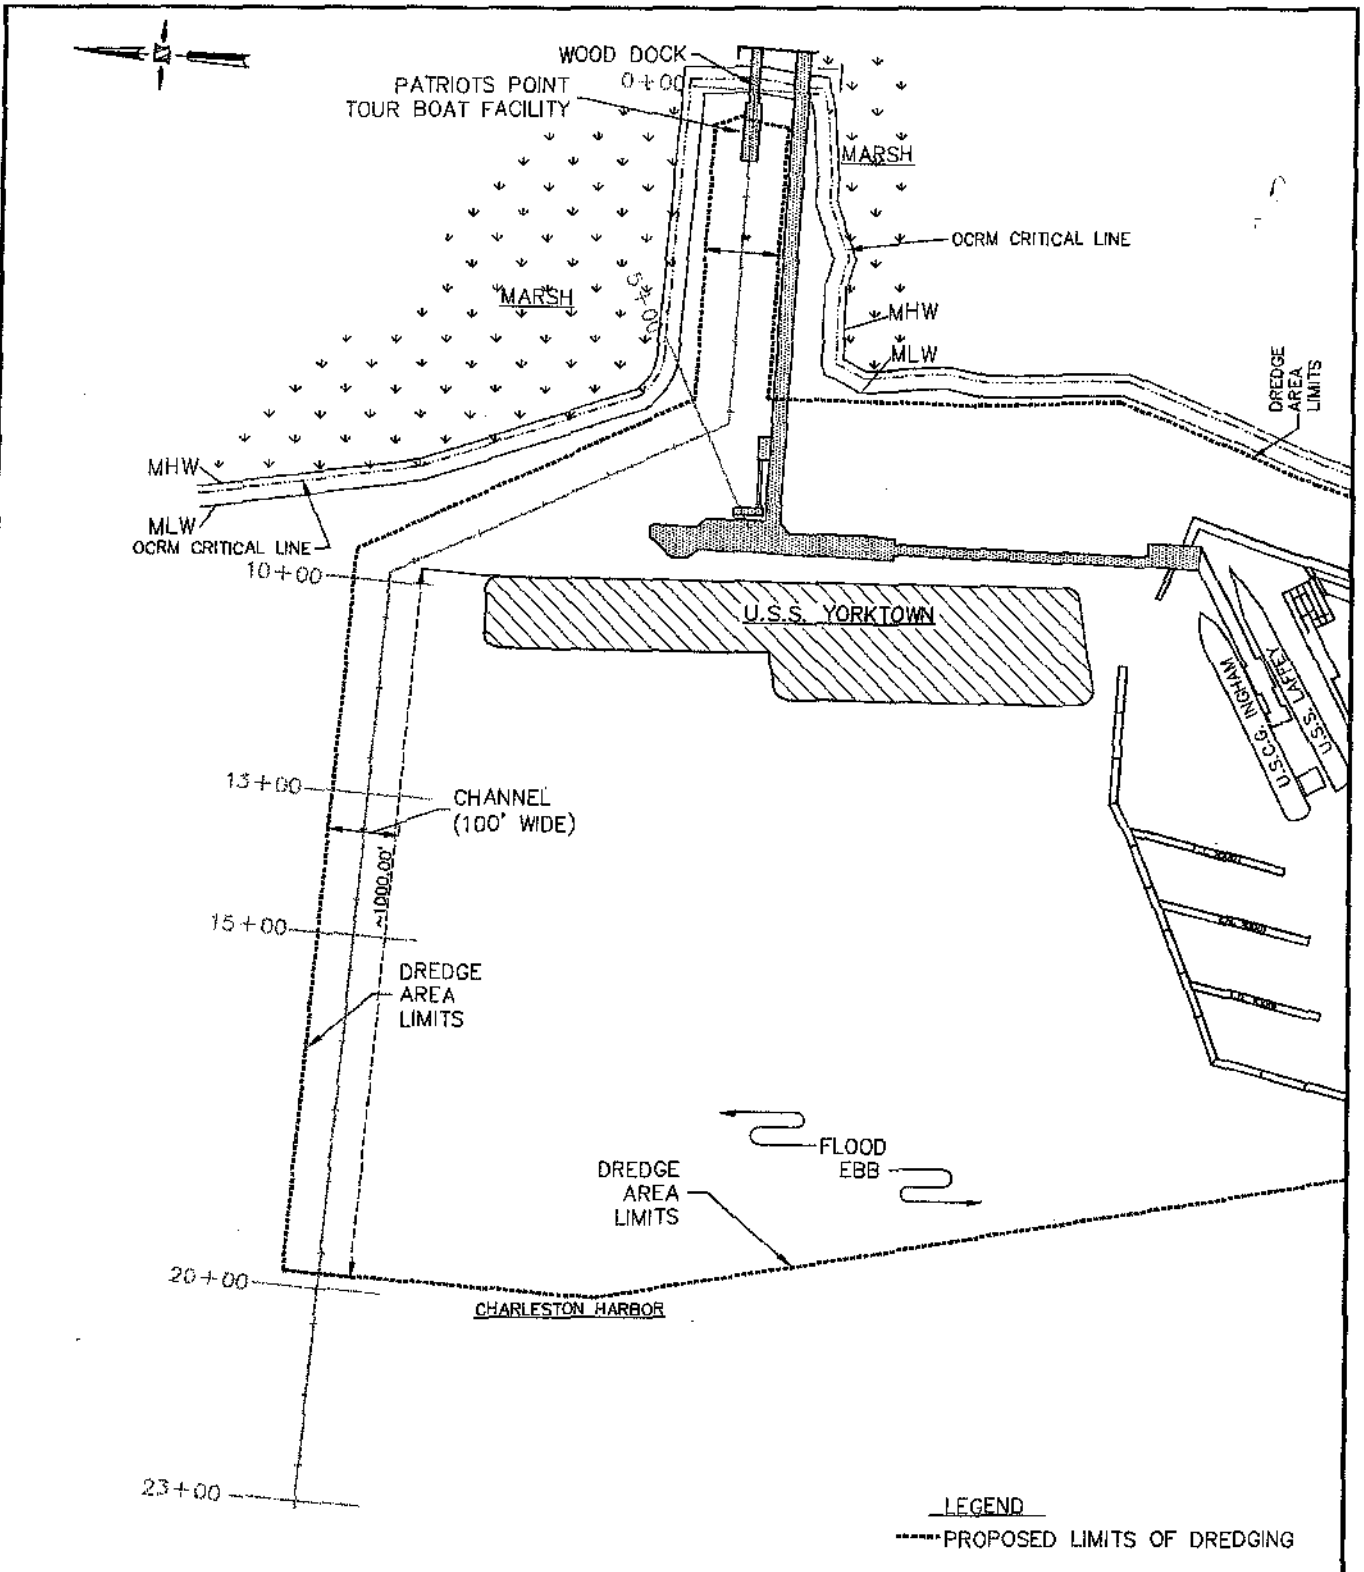 WOOD DOCK
0+00
PATRIOTS POINT
TOUR BOAT FACILITY
MARSH
OCRM CRITICAL LINE
MARSH
5+00
MHW
MLW
DREDGE
AREA
LIMITS
MHW
MLW
OCRM CRITICAL LINE
10+00
U.S.S. YORKTOWN
U.S.C.G. INGHAM
U.S.S. LAFFEY
13+00
CHANNEL
(100' WIDE)
~1000.00'
15+00
DREDGE
AREA
LIMITS
FLOOD
EBB
DREDGE
AREA
LIMITS
20+00
CHARLESTON HARBOR
23+00
LEGEND
PROPOSED LIMITS OF DREDGING